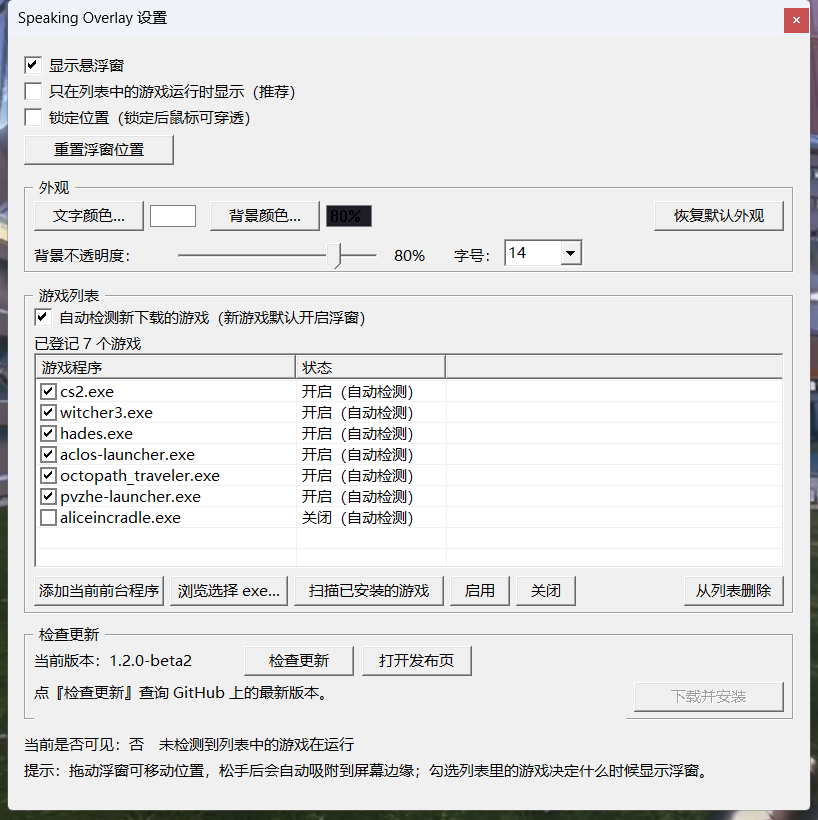 Speaking Overlay 设置
显示悬浮窗
只在列表中的游戏运行时显示（推荐）
锁定位置（锁定后鼠标可穿透）
重置浮窗位置
外观
文字颜色... 背景颜色... 80% 恢复默认外观
背景不透明度： 80% 字号： 14
游戏列表
自动检测新下载的游戏（新游戏默认开启浮窗）
已登记 7 个游戏
游戏程序 状态
cs2.exe 开启（自动检测）
witcher3.exe 开启（自动检测）
hades.exe 开启（自动检测）
aclos-launcher.exe 开启（自动检测）
octopath_traveler.exe 开启（自动检测）
pvzhe-launcher.exe 开启（自动检测）
aliceincradle.exe 关闭（自动检测）
添加当前前台程序 浏览选择 exe... 扫描已安装的游戏 启用 关闭 从列表删除
检查更新
当前版本：1.2.0-beta2 检查更新 打开发布页
点『检查更新』查询 GitHub 上的最新版本。 下载并安装
当前是否可见：否 未检测到列表中的游戏在运行
提示：拖动浮窗可移动位置，松手后会自动吸附到屏幕边缘；勾选列表里的游戏决定什么时候显示浮窗。